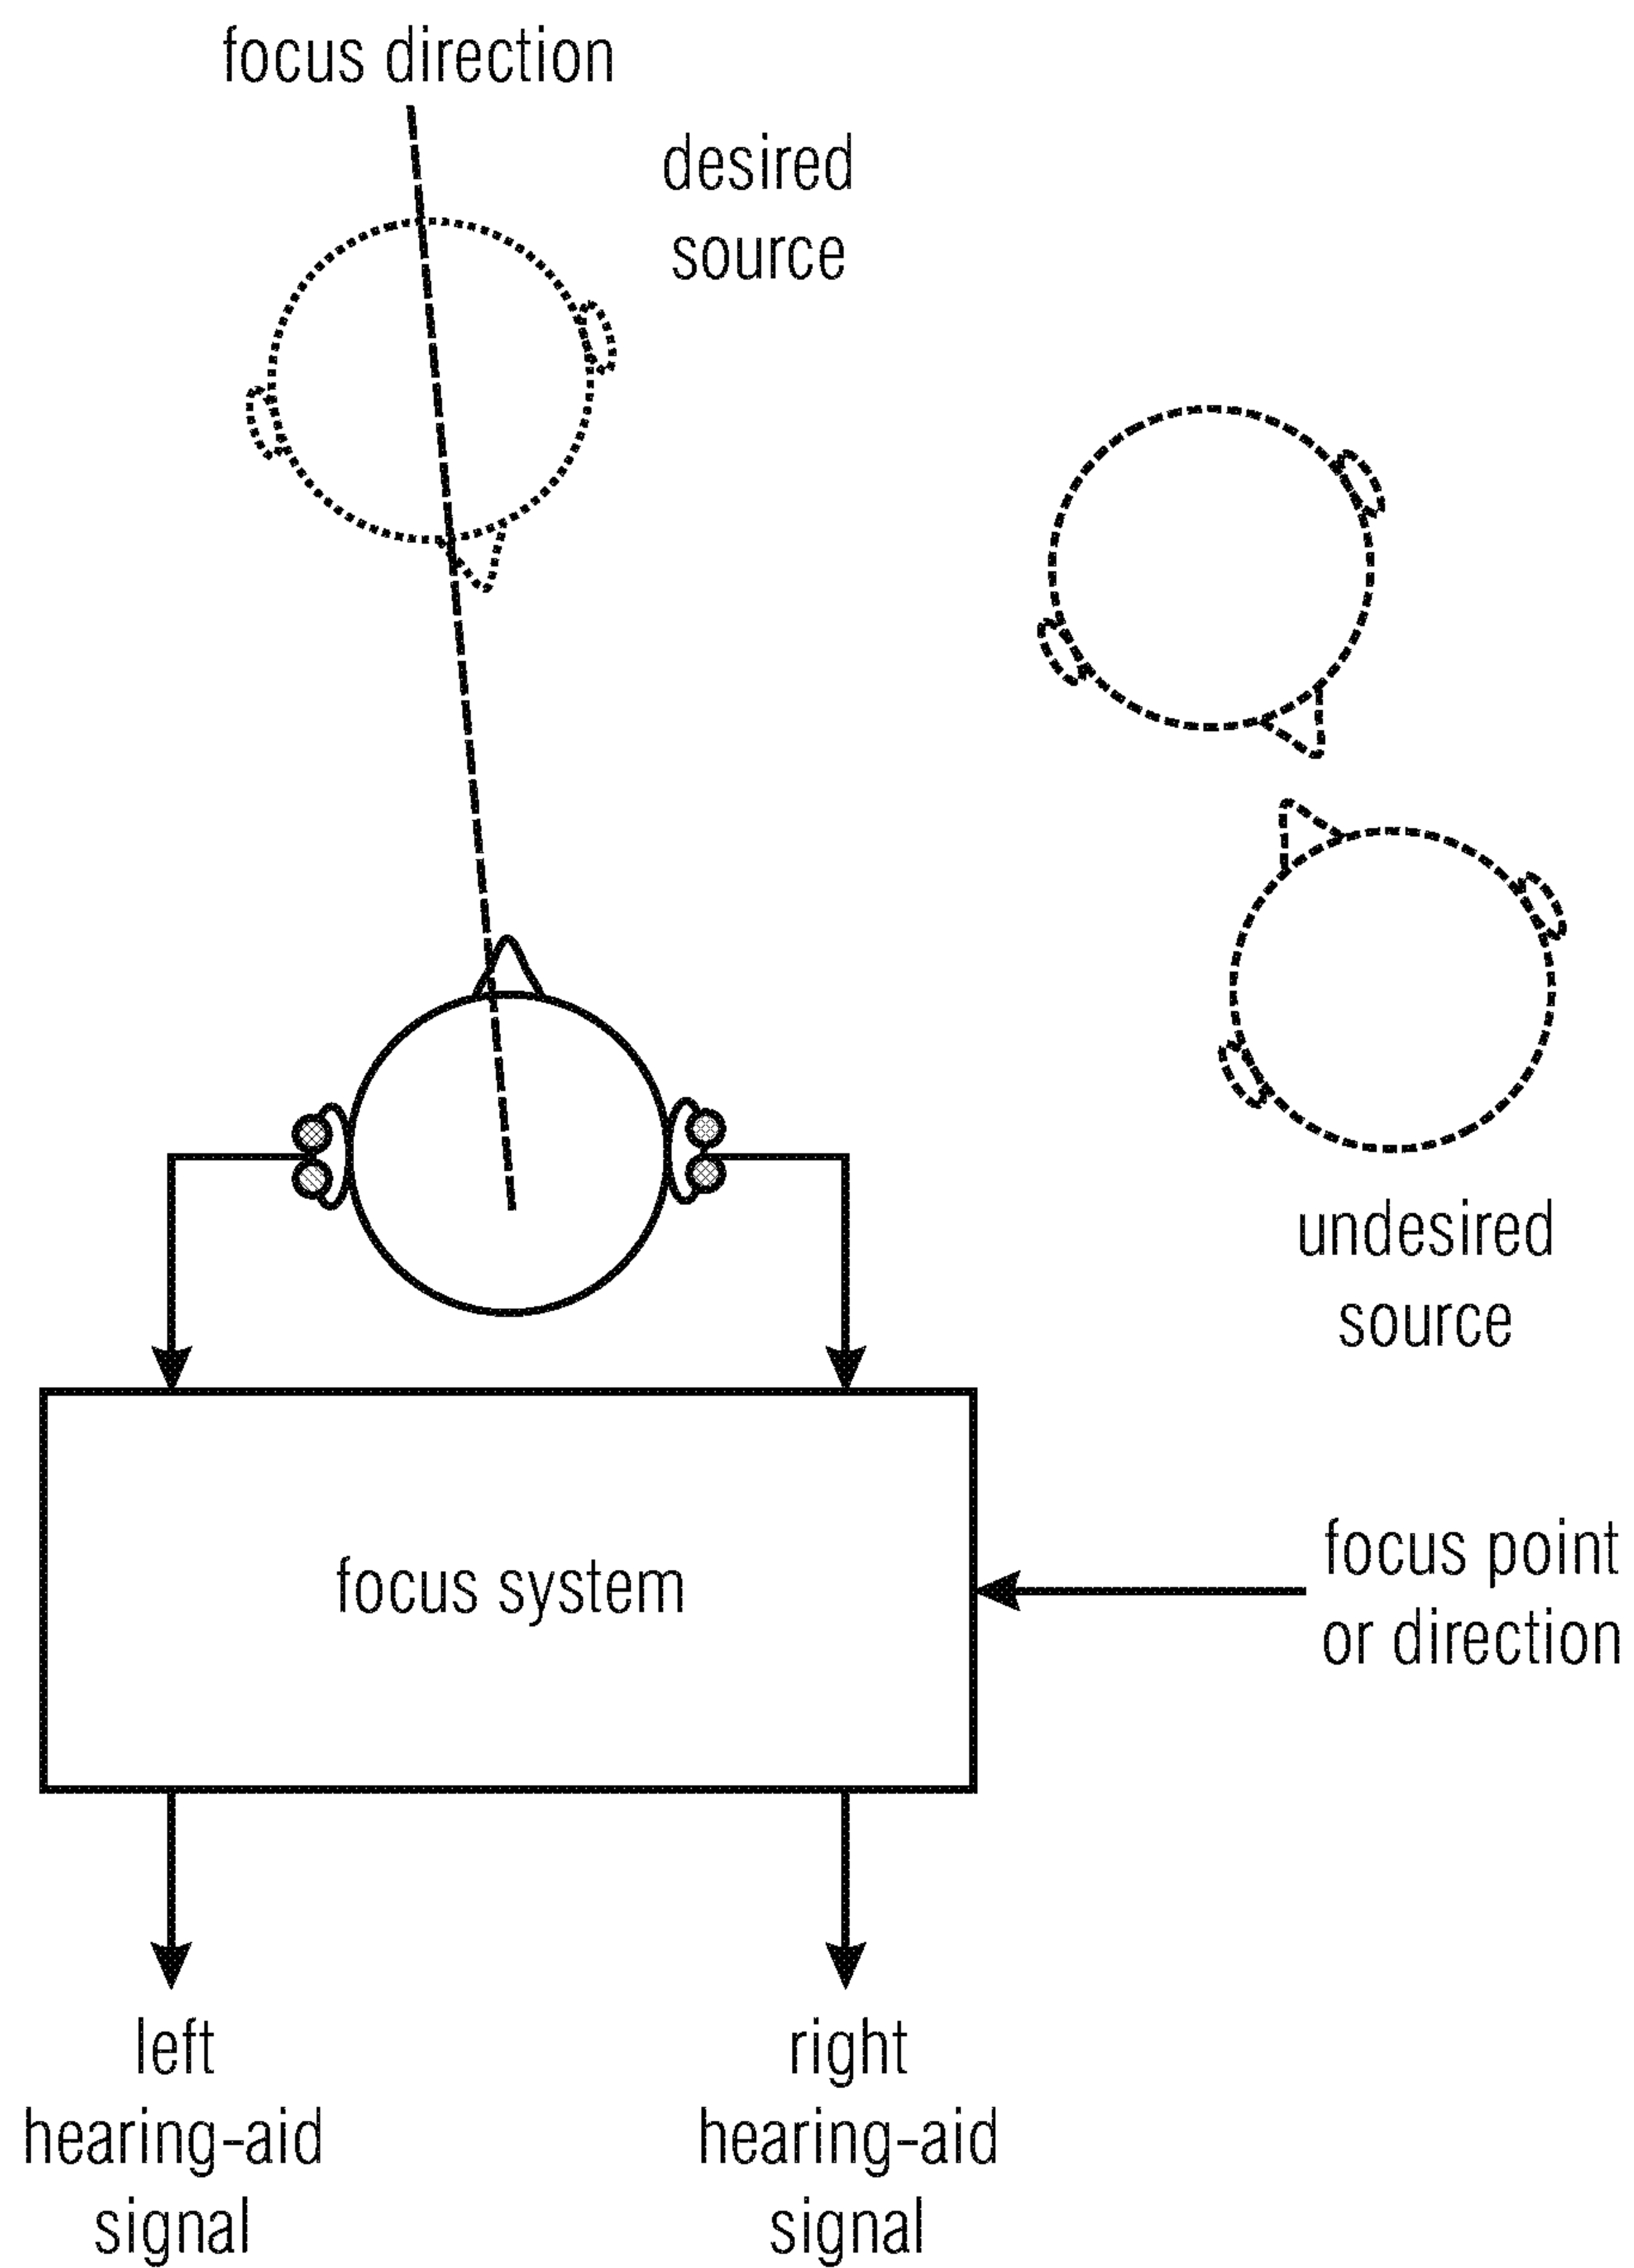 focus direction
desired
source
undesired
source
focus system
focus point
or direction
left
hearing-aid
signal
right
hearing-aid
signal